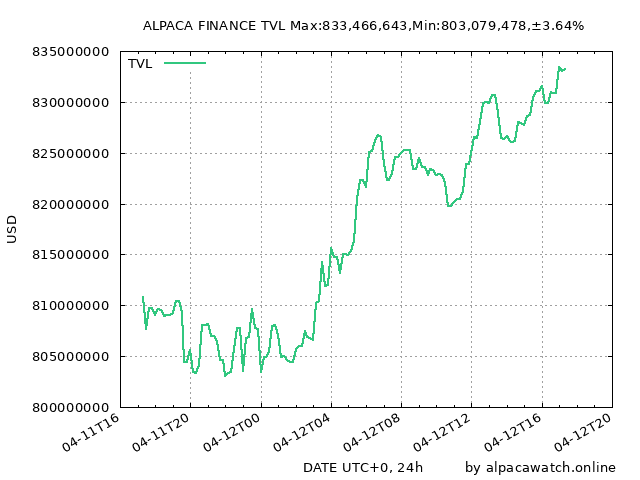 ALPACA FINANCE TVL Max:833,466,643,Min:803,079,478,±3.64%
835000000
TVL
830000000
825000000
820000000
USD
815000000
810000000
805000000
800000000
04-11T16 04-11T20 04-12T00 04-12T04 04-12T08 04-12T12 04-12T16 04-12T20
DATE UTC+0, 24h by alpacawatch.online